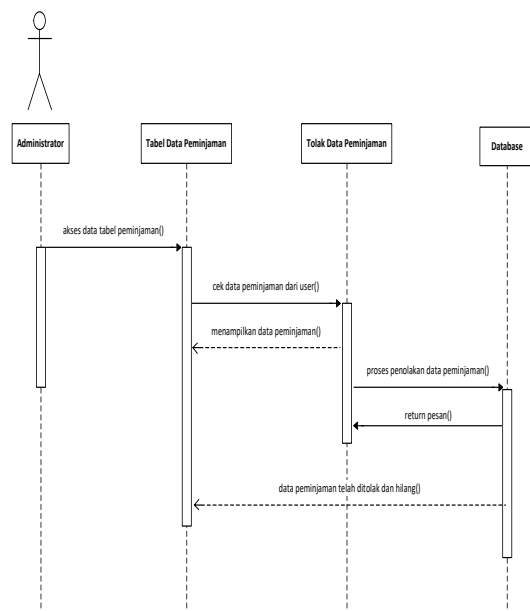 Administrator
Tabel Data Peminjaman
Tolak Data Peminjaman
Database
akses data tabel peminjaman()
cek data peminjaman dari user()
menampilkan data peminjaman()
proses penolakan data peminjaman()
return pesan()
data peminjaman telah ditolak dan hilang()